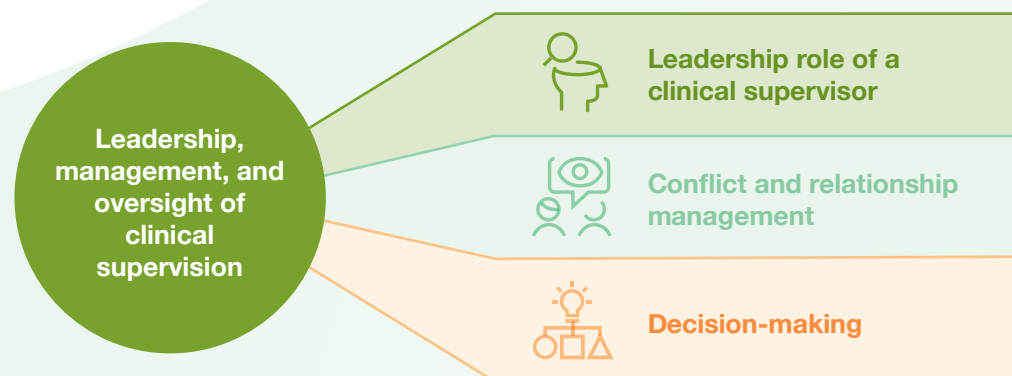 Leadership,
management, and
oversight of
clinical
supervision
Leadership role of a
clinical supervisor
Conflict and relationship
management
Decision-making